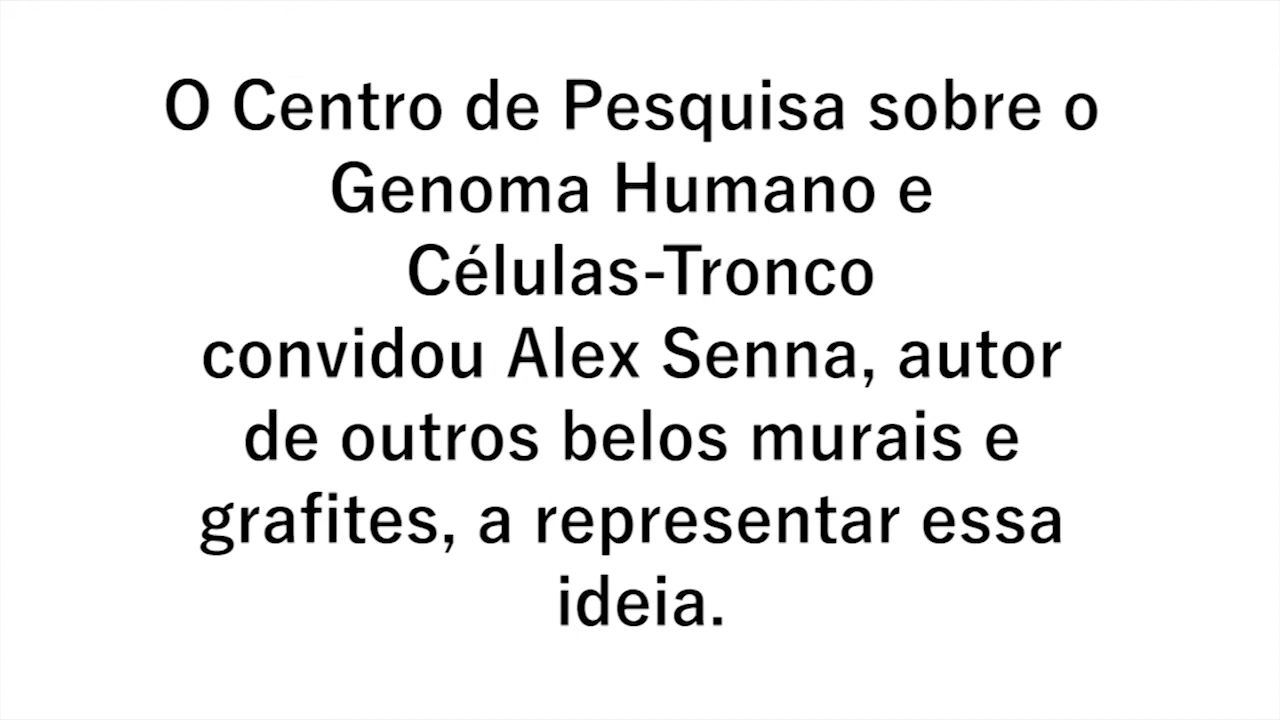 O Centro de Pesquisa sobre o
Genoma Humano e
Células-Tronco
convidou Alex Senna, autor
de outros belos murais e
grafites, a representar essa
ideia.